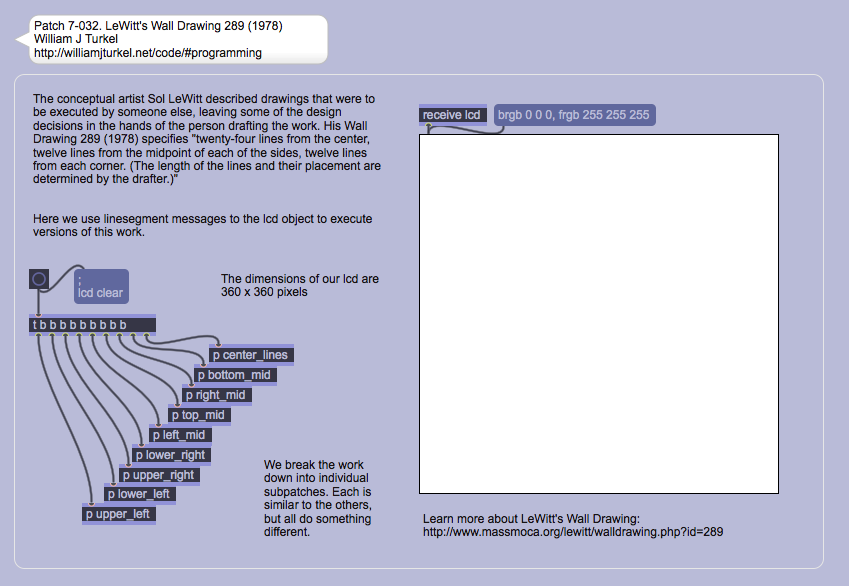 Patch 7-032. LeWitt's Wall Drawing 289 (1978)
William J Turkel
http://williamjturkel.net/code/#programming
The conceptual artist Sol LeWitt described drawings that were to
be executed by someone else, leaving some of the design
decisions in the hands of the person drafting the work. His Wall
Drawing 289 (1978) specifies "twenty-four lines from the center,
twelve lines from the midpoint of each of the sides, twelve lines
from each corner. (The length of the lines and their placement are
determined by the drafter.)"
Here we use linesegment messages to the lcd object to execute
versions of this work.
;
lcd clear
The dimensions of our lcd are
360 x 360 pixels
t b b b b b b b b b
p center_lines
p bottom_mid
p right_mid
p top_mid
p left_mid
p lower_right
p upper_right
p lower_left
p upper_left
We break the work
down into individual
subpatches. Each is
similar to the others,
but all do something
different.
receive lcd
brgb 0 0 0, frgb 255 255 255
Learn more about LeWitt's Wall Drawing:
http://www.massmoca.org/lewitt/walldrawing.php?id=289